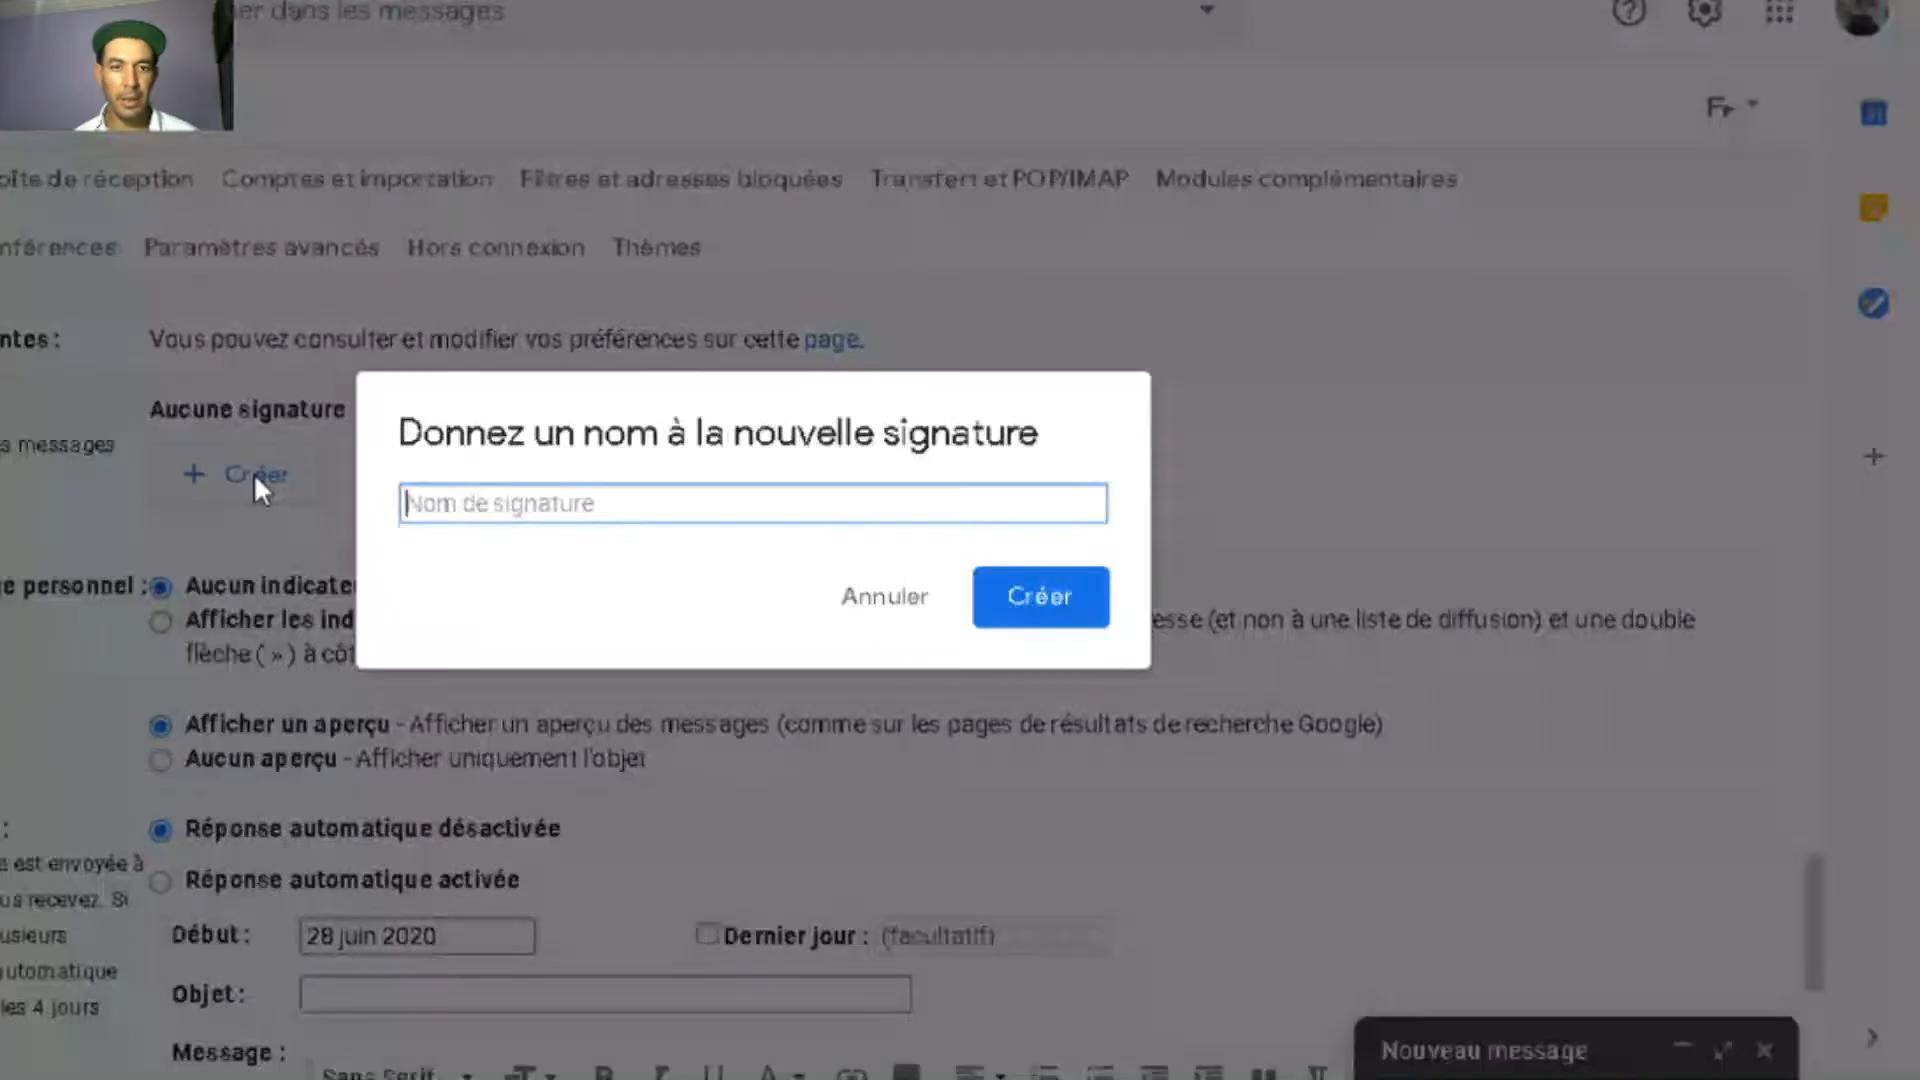 er dans les messages
Fr
oîte de réception Comptes et importation Filtres et adresses bloquées Transfert et POP/IMAP Modules complémentaires
nférences Paramètres avancés Hors connexion Thèmes
ntes : Vous pouvez consulter et modifier vos préférences sur cette page.
Aucune signature
s messages
+ Créer
Donnez un nom à la nouvelle signature
Nom de signature
Annuler Créer
e personnel : Aucun indicate
Afficher les ind esse (et non à une liste de diffusion) et une double
flèche ( » ) à côt
Afficher un aperçu - Afficher un aperçu des messages (comme sur les pages de résultats de recherche Google)
Aucun aperçu - Afficher uniquement l'objet
: Réponse automatique désactivée
s est envoyée à
Réponse automatique activée
us recevez. Si
usieurs Début : 28 juin 2020 Dernier jour : (facultatif)
utomatique
les 4 jours Objet :
Message :
Sans Serif
Nouveau message